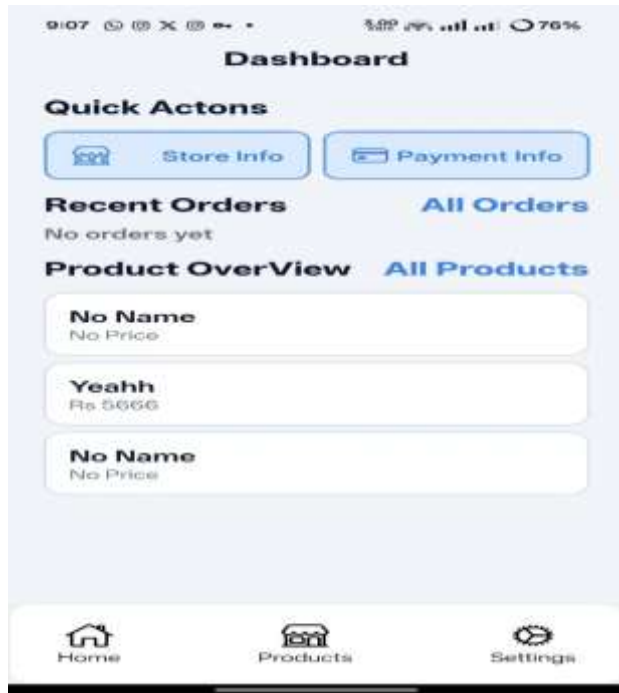 9:07 76%
Dashboard
Quick Actons
Store Info Payment Info
Recent Orders All Orders
No orders yet
Product OverView All Products
No Name
No Price
Yeahh
Rs 5666
No Name
No Price
Home Products Settings